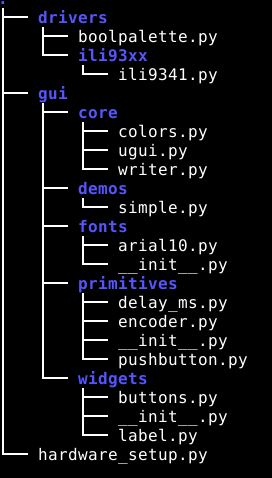 .
drivers
boolpalette.py
ili93xx
ili9341.py
gui
core
colors.py
ugui.py
writer.py
demos
simple.py
fonts
arial10.py
__init__.py
primitives
delay_ms.py
encoder.py
__init__.py
pushbutton.py
widgets
buttons.py
__init__.py
label.py
hardware_setup.py